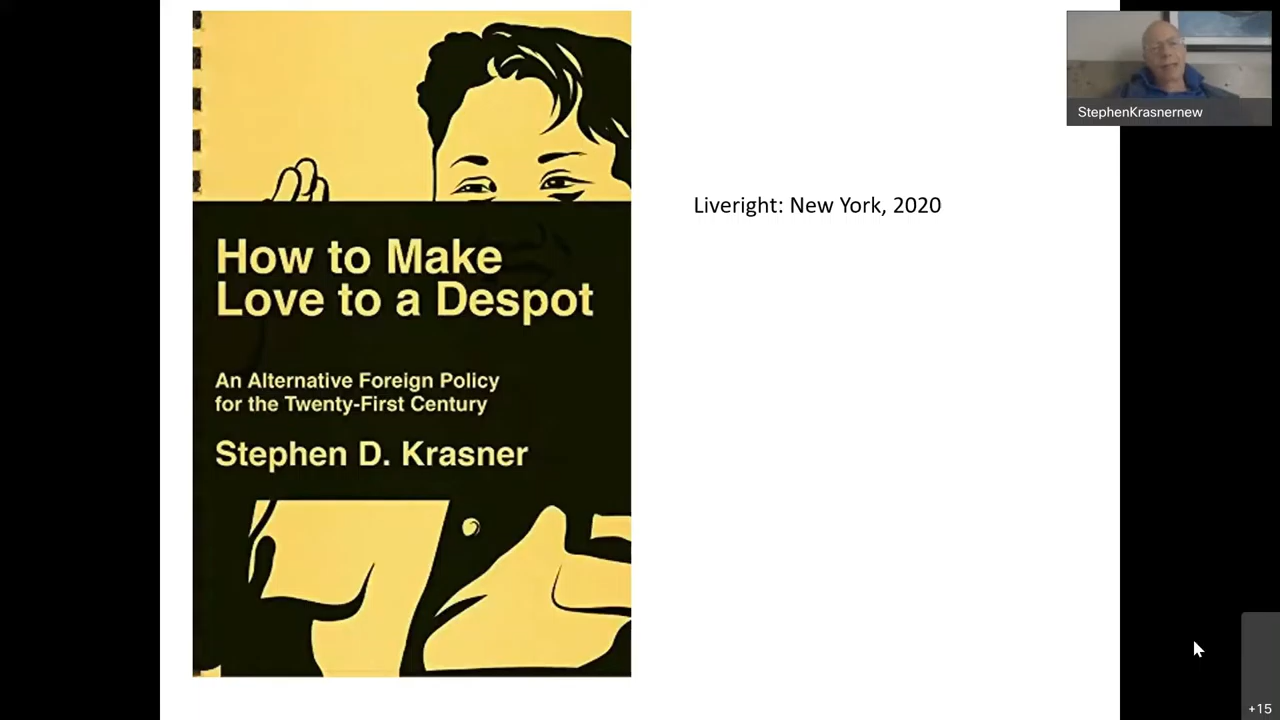 StephenKrasnernew
Liveright: New York, 2020
How to Make
Love to a Despot
An Alternative Foreign Policy
for the Twenty-First Century
Stephen D. Krasner
+15